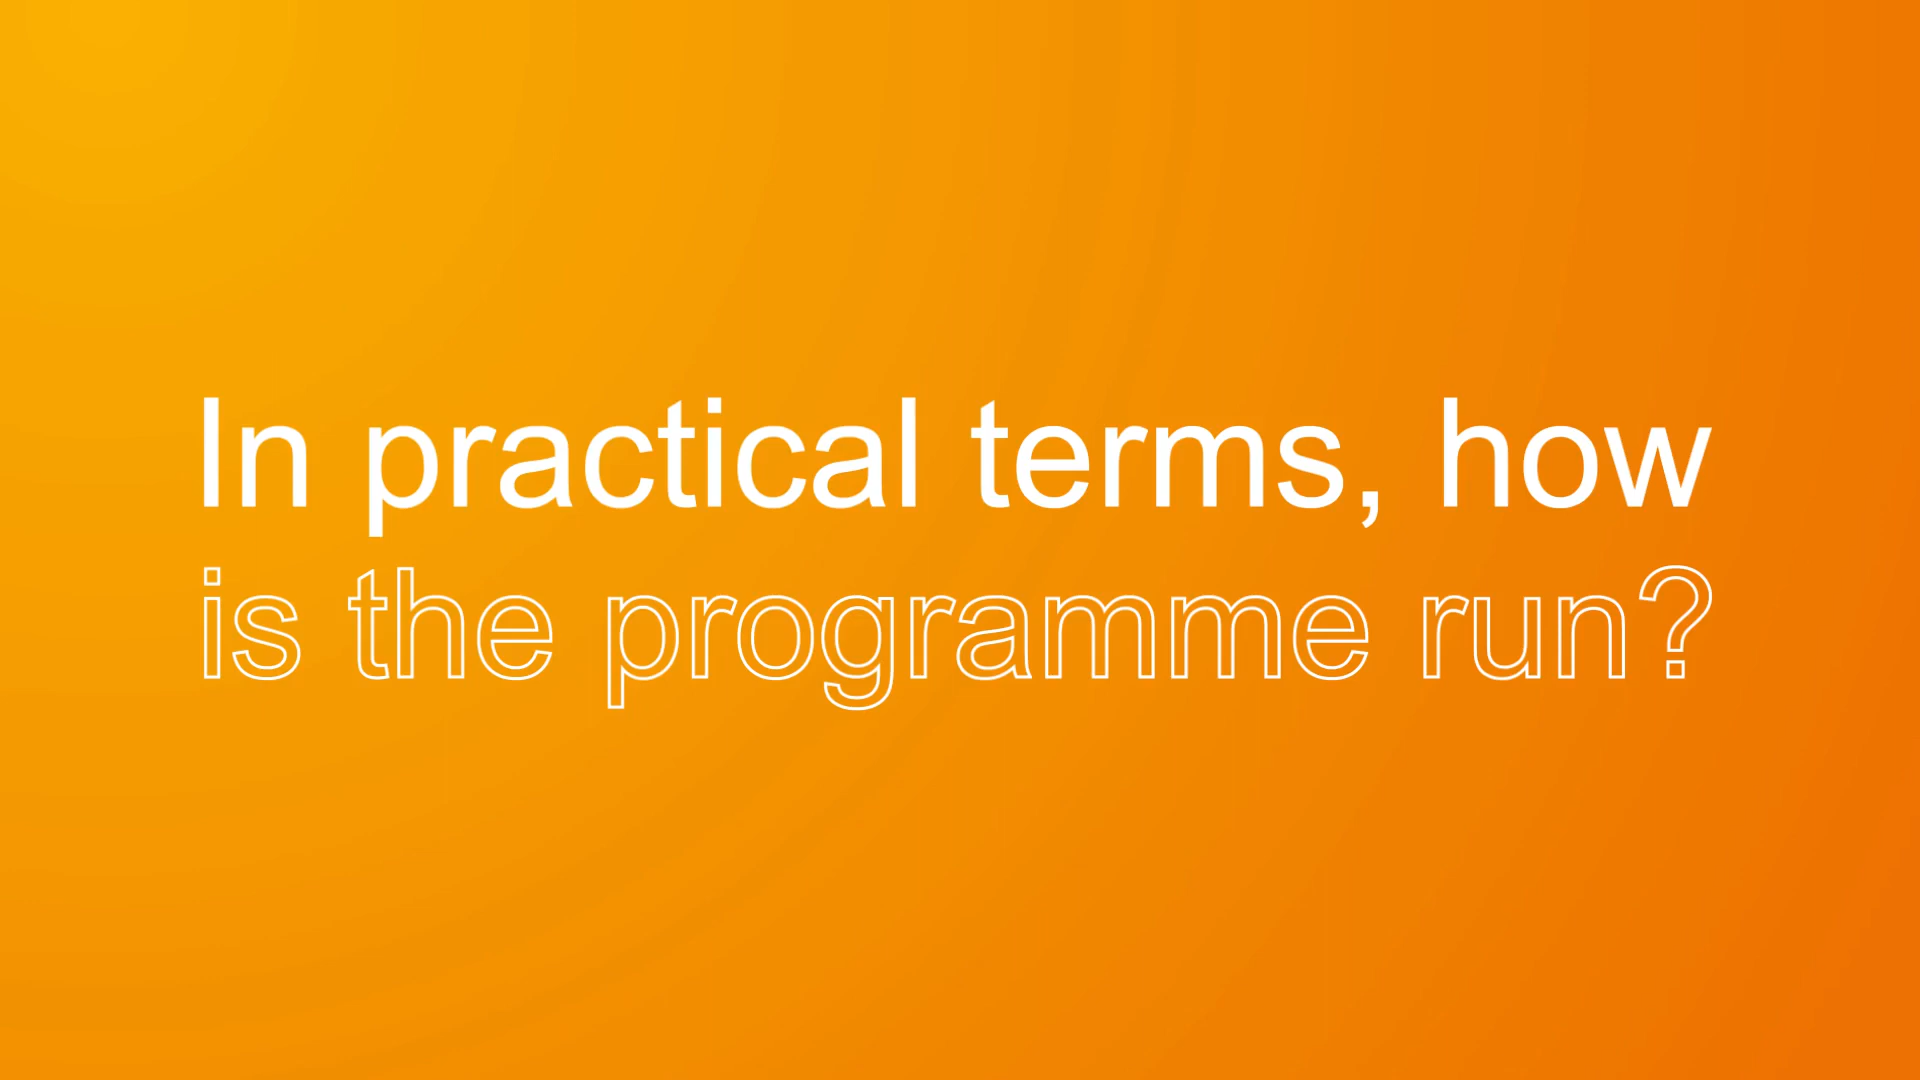 In practical terms, how
is the programme run?